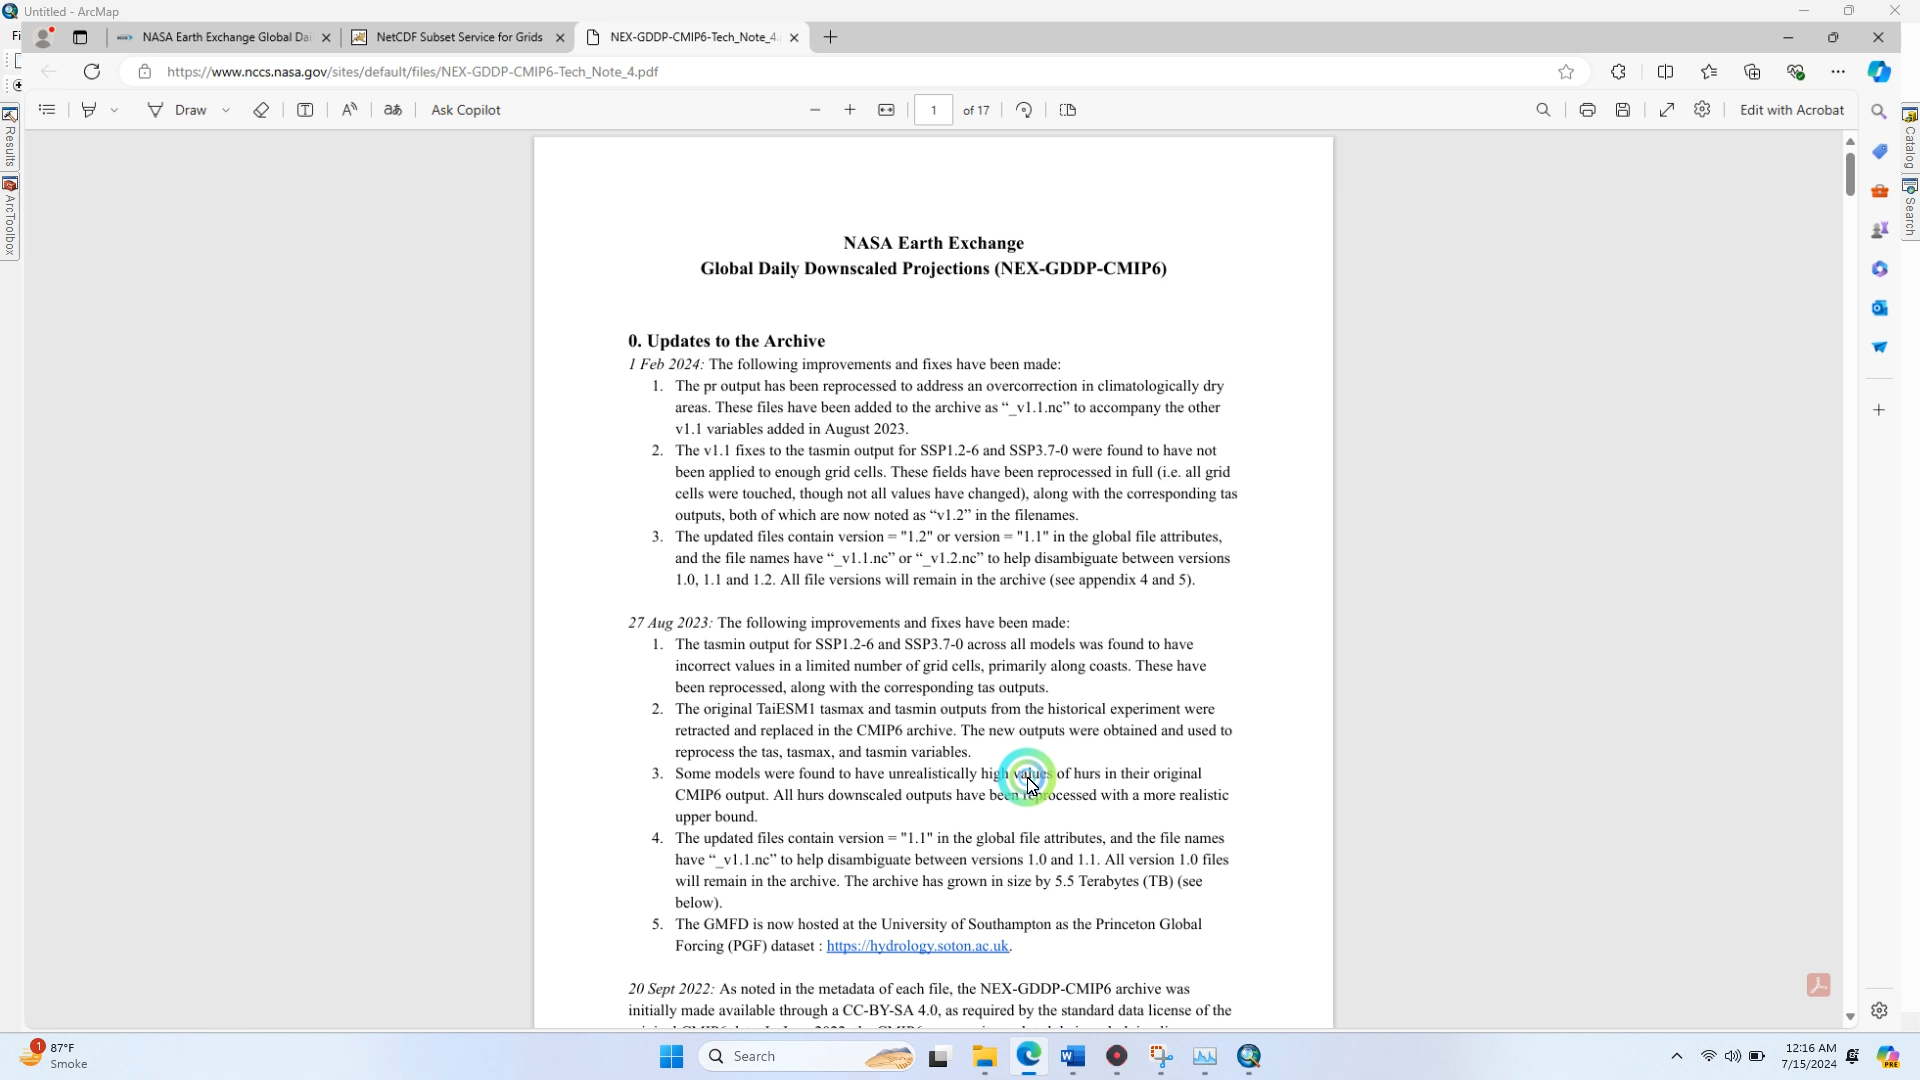 Untitled - ArcMap
Fi
NASA Earth Exchange Global Da
NetCDF Subset Service for Grids
NEX-GDDP-CMIP6-Tech_Note_4.
https://www.nccs.nasa.gov/sites/default/files/NEX-GDDP-CMIP6-Tech_Note_4.pdf
Draw
Ask Copilot
1
of 17
Edit with Acrobat
Results
ArcToolbox
Catalog
Search
NASA Earth Exchange
Global Daily Downscaled Projections (NEX-GDDP-CMIP6)
0. Updates to the Archive
1 Feb 2024: The following improvements and fixes have been made:
1. The pr output has been reprocessed to address an overcorrection in climatologically dry
areas. These files have been added to the archive as “_v1.1.nc” to accompany the other
v1.1 variables added in August 2023.
2. The v1.1 fixes to the tasmin output for SSP1.2-6 and SSP3.7-0 were found to have not
been applied to enough grid cells. These fields have been reprocessed in full (i.e. all grid
cells were touched, though not all values have changed), along with the corresponding tas
outputs, both of which are now noted as “v1.2” in the filenames.
3. The updated files contain version = "1.2" or version = "1.1" in the global file attributes,
and the file names have “_v1.1.nc” or “_v1.2.nc” to help disambiguate between versions
1.0, 1.1 and 1.2. All file versions will remain in the archive (see appendix 4 and 5).
27 Aug 2023: The following improvements and fixes have been made:
1. The tasmin output for SSP1.2-6 and SSP3.7-0 across all models was found to have
incorrect values in a limited number of grid cells, primarily along coasts. These have
been reprocessed, along with the corresponding tas outputs.
2. The original TaiESM1 tasmax and tasmin outputs from the historical experiment were
retracted and replaced in the CMIP6 archive. The new outputs were obtained and used to
reprocess the tas, tasmax, and tasmin variables.
3. Some models were found to have unrealistically high values of hurs in their original
CMIP6 output. All hurs downscaled outputs have been reprocessed with a more realistic
upper bound.
4. The updated files contain version = "1.1" in the global file attributes, and the file names
have “_v1.1.nc” to help disambiguate between versions 1.0 and 1.1. All version 1.0 files
will remain in the archive. The archive has grown in size by 5.5 Terabytes (TB) (see
below).
5. The GMFD is now hosted at the University of Southampton as the Princeton Global
Forcing (PGF) dataset : https://hydrology.soton.ac.uk.
20 Sept 2022: As noted in the metadata of each file, the NEX-GDDP-CMIP6 archive was
initially made available through a CC-BY-SA 4.0, as required by the standard data license of the
1
87°F
Smoke
Search
12:16 AM
7/15/2024
PRE